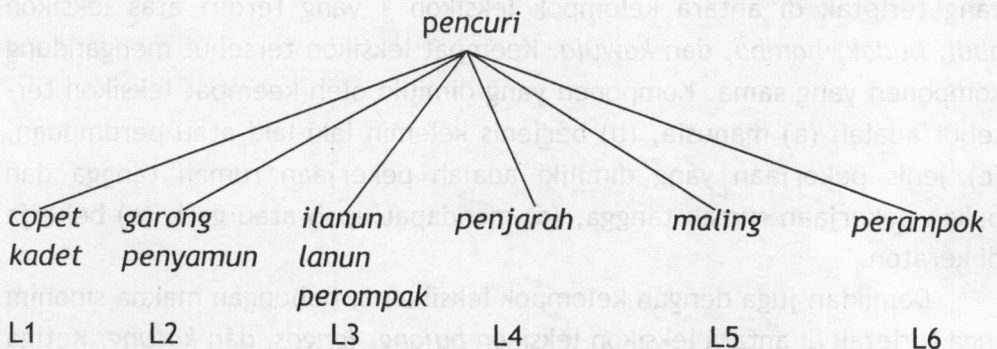 pencuri
copet garong ilanun penjarah maling perampok
kadet penyamun lanun
perompak
L1 L2 L3 L4 L5 L6